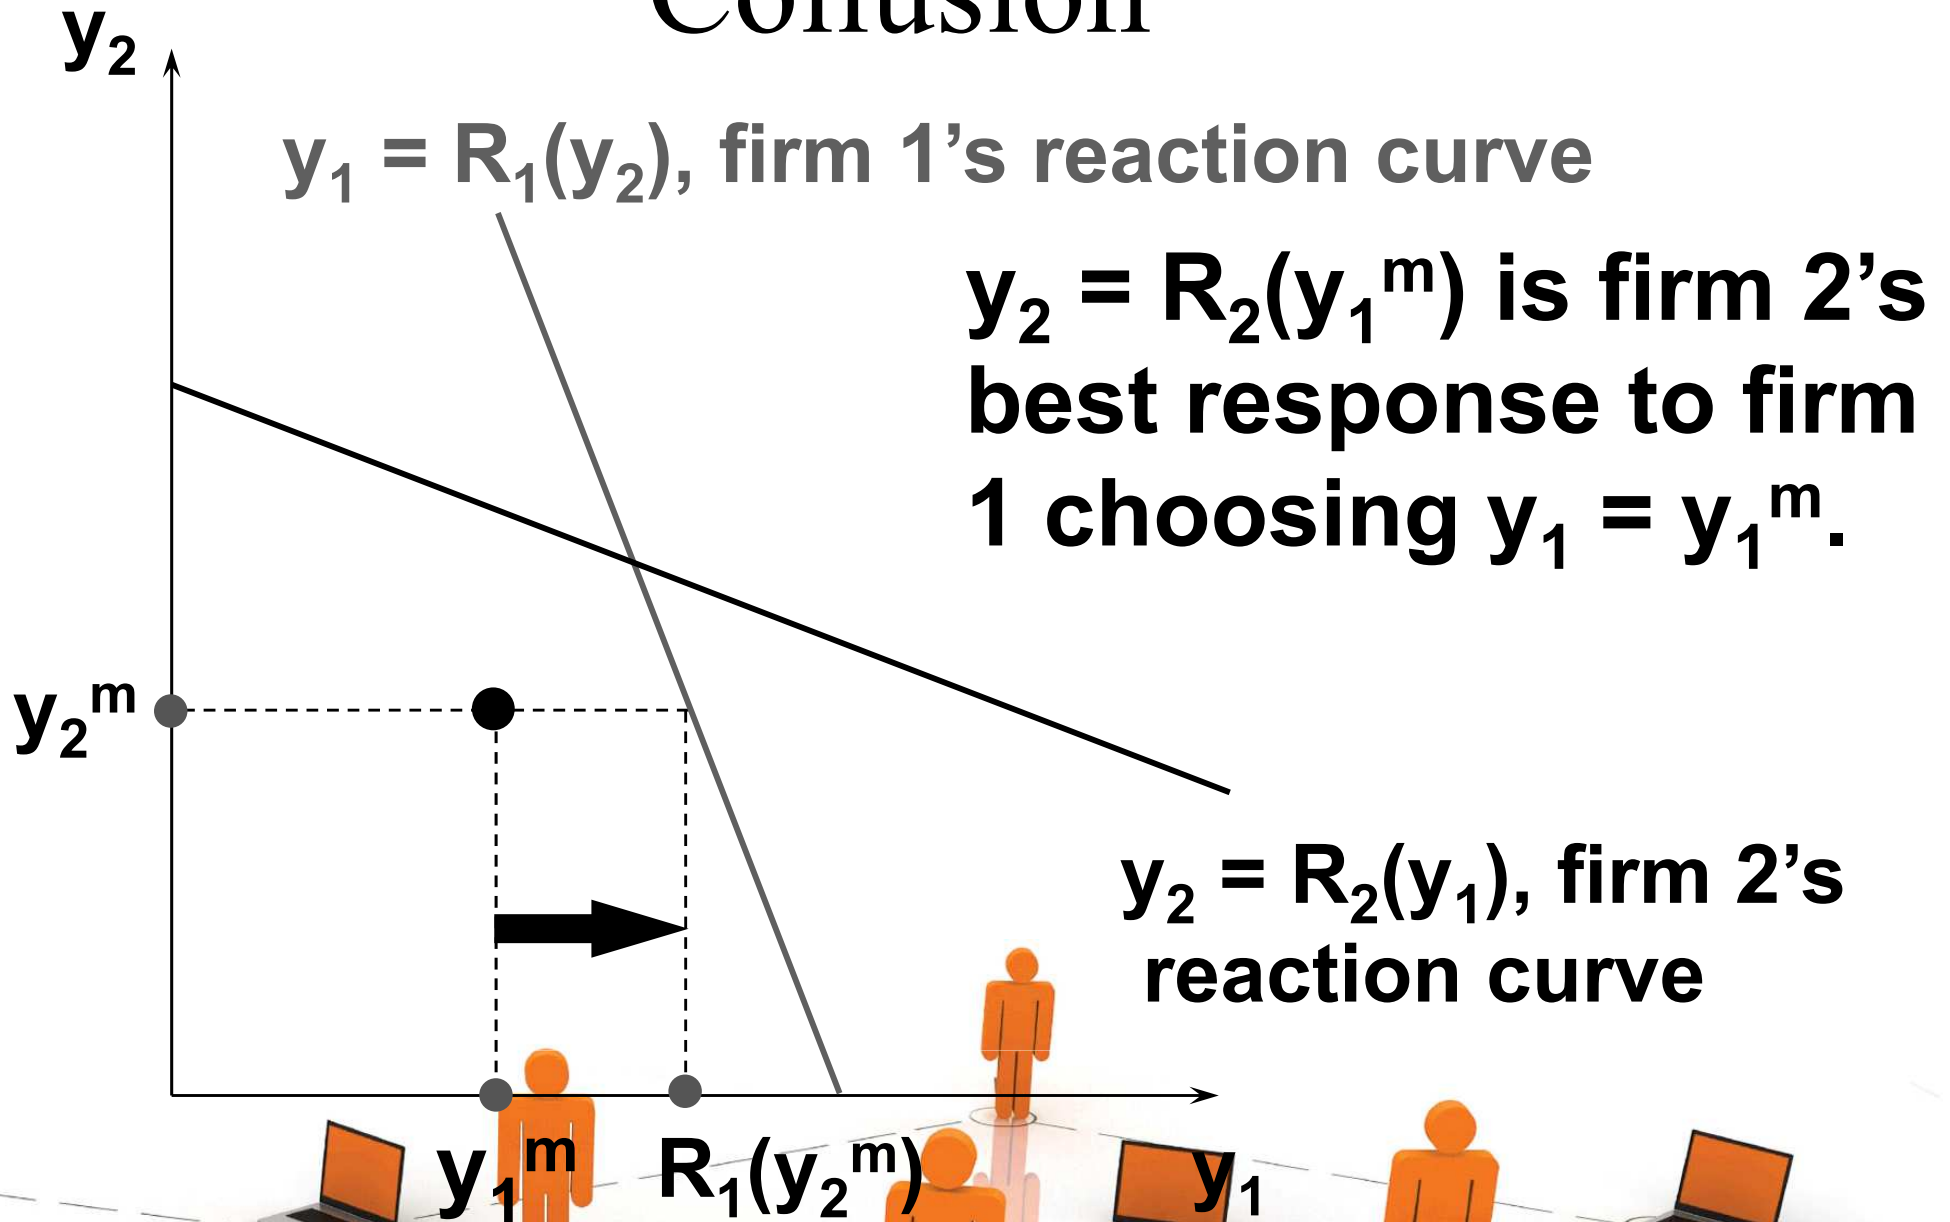 Collusion
y₂
y₁ = R₁(y₂), firm 1’s reaction curve
y₂ = R₂(y₁ᵐ) is firm 2’s
best response to firm
1 choosing y₁ = y₁ᵐ.
y₂ᵐ
y₂ = R₂(y₁), firm 2’s
reaction curve
y₁ᵐ R₁(y₂ᵐ) y₁